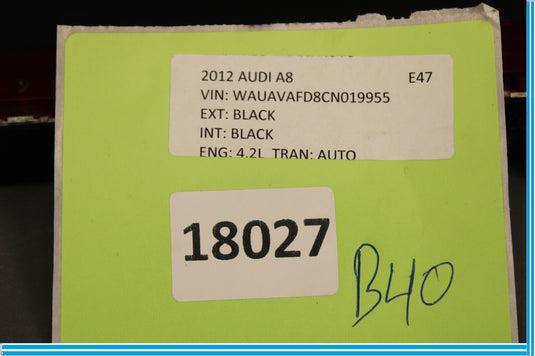 2012 AUDI A8 E47
VIN: WAUAVAFD8CN019955
EXT: BLACK
INT: BLACK
ENG: 4.2L TRAN: AUTO
18027
B40